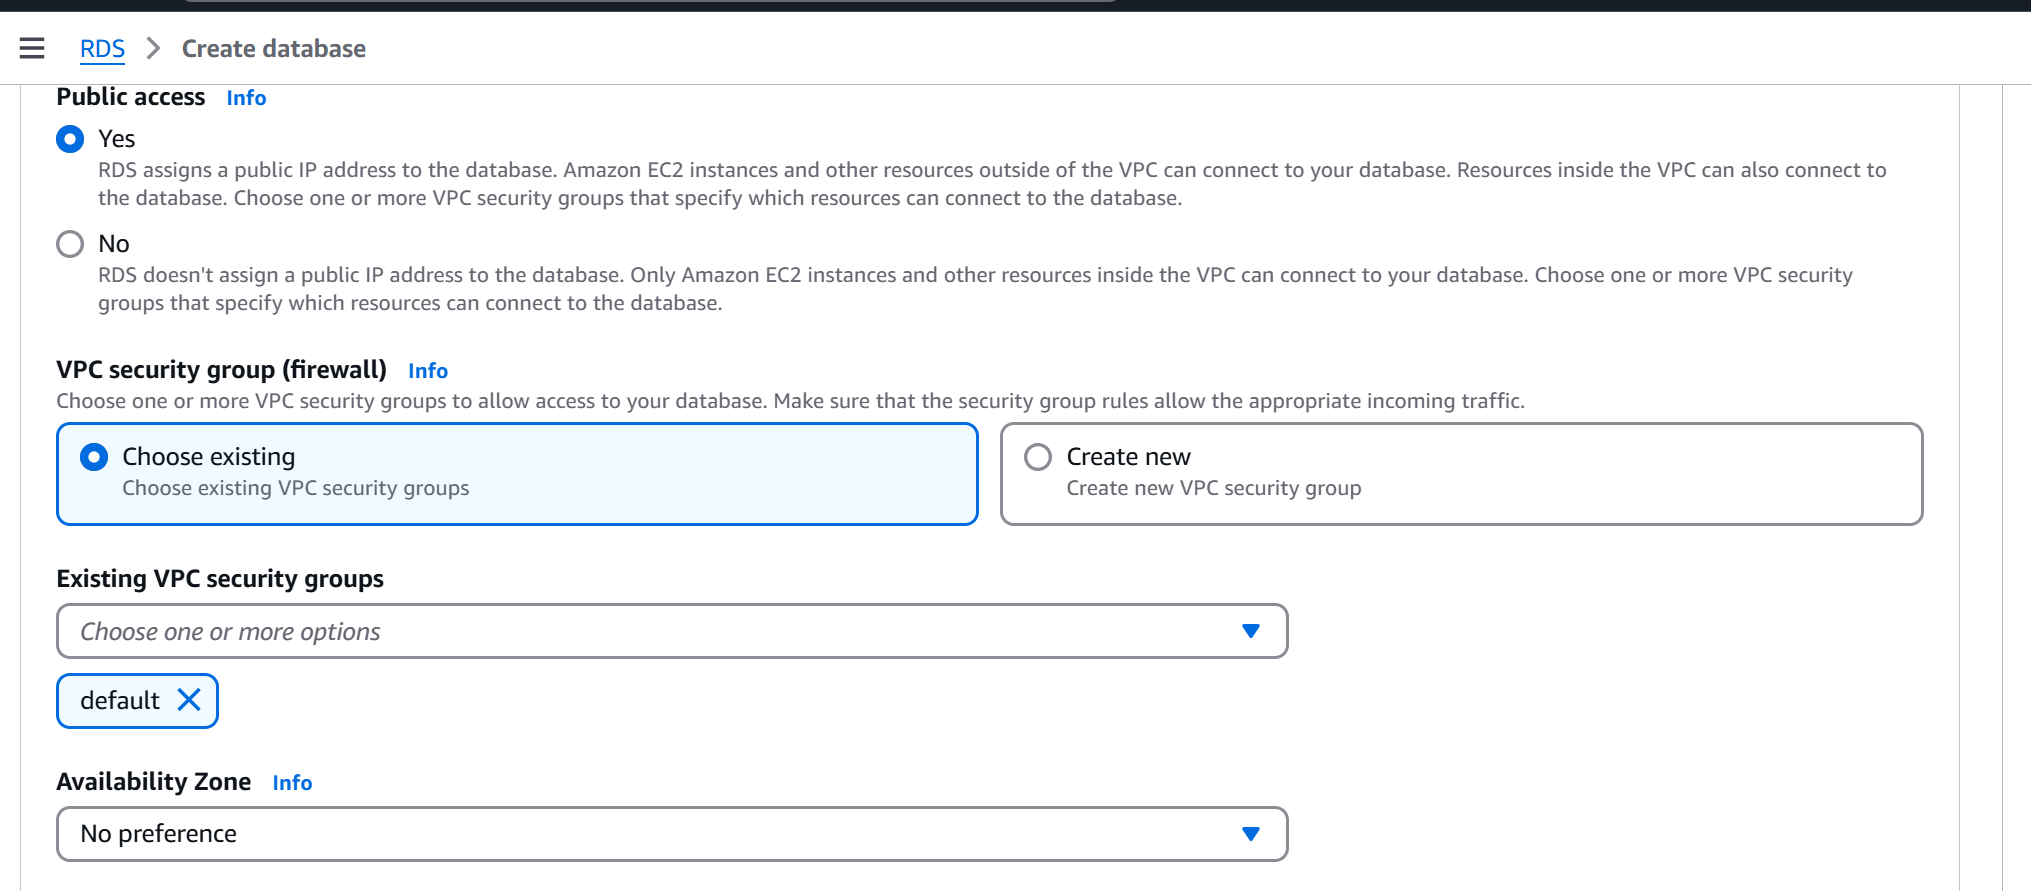 RDS > Create database
Public access Info
Yes
RDS assigns a public IP address to the database. Amazon EC2 instances and other resources outside of the VPC can connect to your database. Resources inside the VPC can also connect to
the database. Choose one or more VPC security groups that specify which resources can connect to the database.
No
RDS doesn't assign a public IP address to the database. Only Amazon EC2 instances and other resources inside the VPC can connect to your database. Choose one or more VPC security
groups that specify which resources can connect to the database.
VPC security group (firewall) Info
Choose one or more VPC security groups to allow access to your database. Make sure that the security group rules allow the appropriate incoming traffic.
Choose existing
Choose existing VPC security groups
Create new
Create new VPC security group
Existing VPC security groups
Choose one or more options
default
Availability Zone Info
No preference